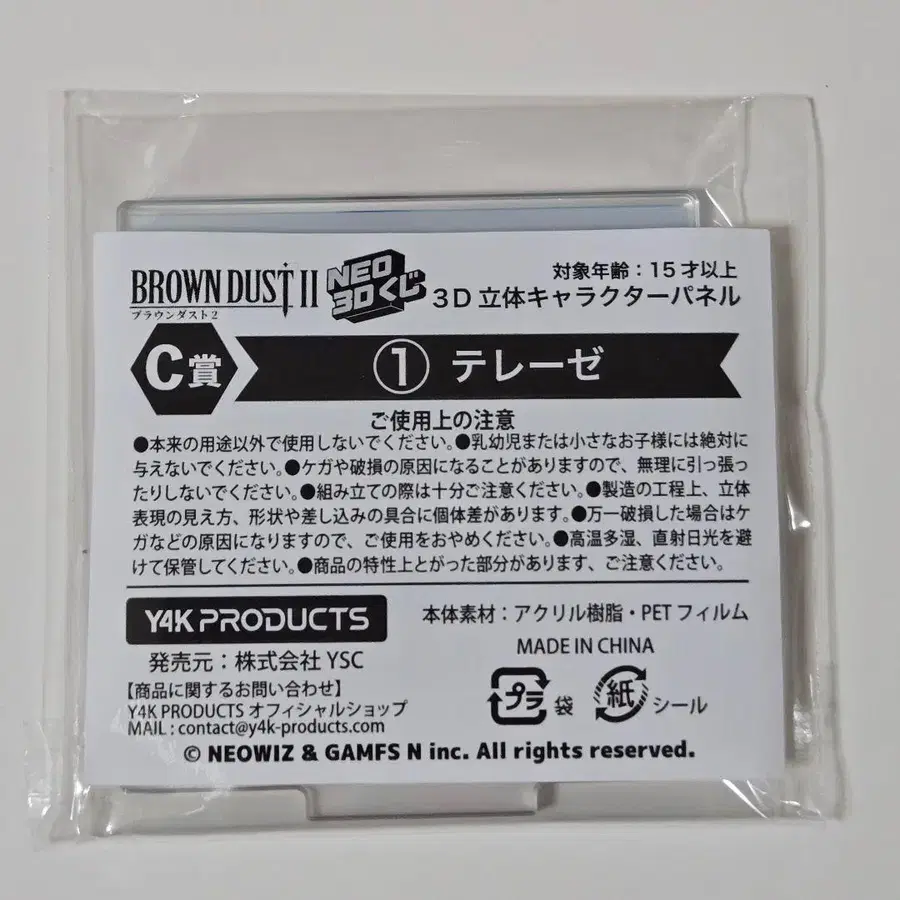 BROWN DUST II
ブラウンダスト2
NEO
3Dくじ
対象年齢：15才以上
3D立体キャラクターパネル
C賞
① テレーゼ
ご使用上の注意
●本来の用途以外で使用しないでください。●乳幼児または小さなお子様には絶対に
与えないでください。●ケガや破損の原因になることがありますので、無理に引っ張っ
たりしないでください。●組み立ての際は十分ご注意ください。●製造の工程上、立体
表現の見え方、形状や差し込みの具合に個体差があります。●万一破損した場合はケ
ガなどの原因になりますので、ご使用をおやめください。●高温多湿、直射日光を避
けて保管してください。●商品の特性上とがった部分があります、ご注意ください。
Y4K PRODUCTS
本体素材：アクリル樹脂・PETフィルム
発売元：株式会社YSC
MADE IN CHINA
【商品に関するお問い合わせ】
Y4K PRODUCTS オフィシャルショップ
MAIL : contact@y4k-products.com
プラ 袋
紙 シール
© NEOWIZ & GAMFS N inc. All rights reserved.